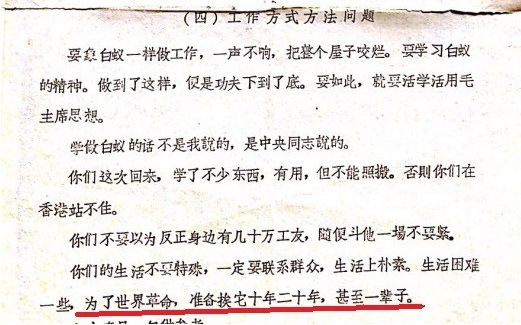 (四)工作方式方法问题
要象白蚁一样做工作,一声不响,把整个屋子咬烂。要学习白蚁
的精神。做到了这样,便是功夫下到了底。要如此,就要活学活用毛
主席思想。
学做白蚁的话不是我說的,是中央同志說的。
你们这次回来,学了不少东西,有用,但不能照搬。否则你们在
香港站不住。
你们不要以为反正身边有几十万工友,随便斗他一場不要紧。
你们的生活不要特殊,一定要联系群众,生活上朴素。生活困难
一些,为了世界革命,准备挨它十年二十年,甚至一辈子。